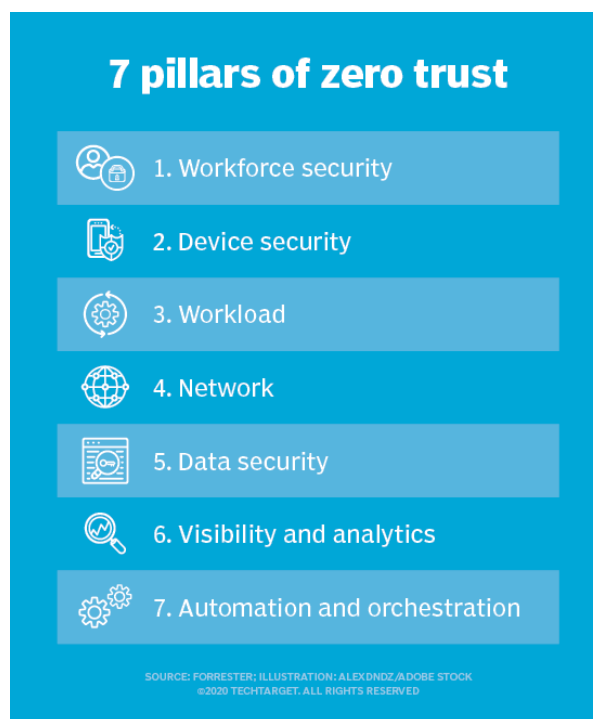 7 pillars of zero trust
1. Workforce security
2. Device security
3. Workload
4. Network
5. Data security
6. Visibility and analytics
7. Automation and orchestration
SOURCE: FORRESTER; ILLUSTRATION: ALEXDNDZ/ADOBE STOCK
©2020 TECHTARGET. ALL RIGHTS RESERVED